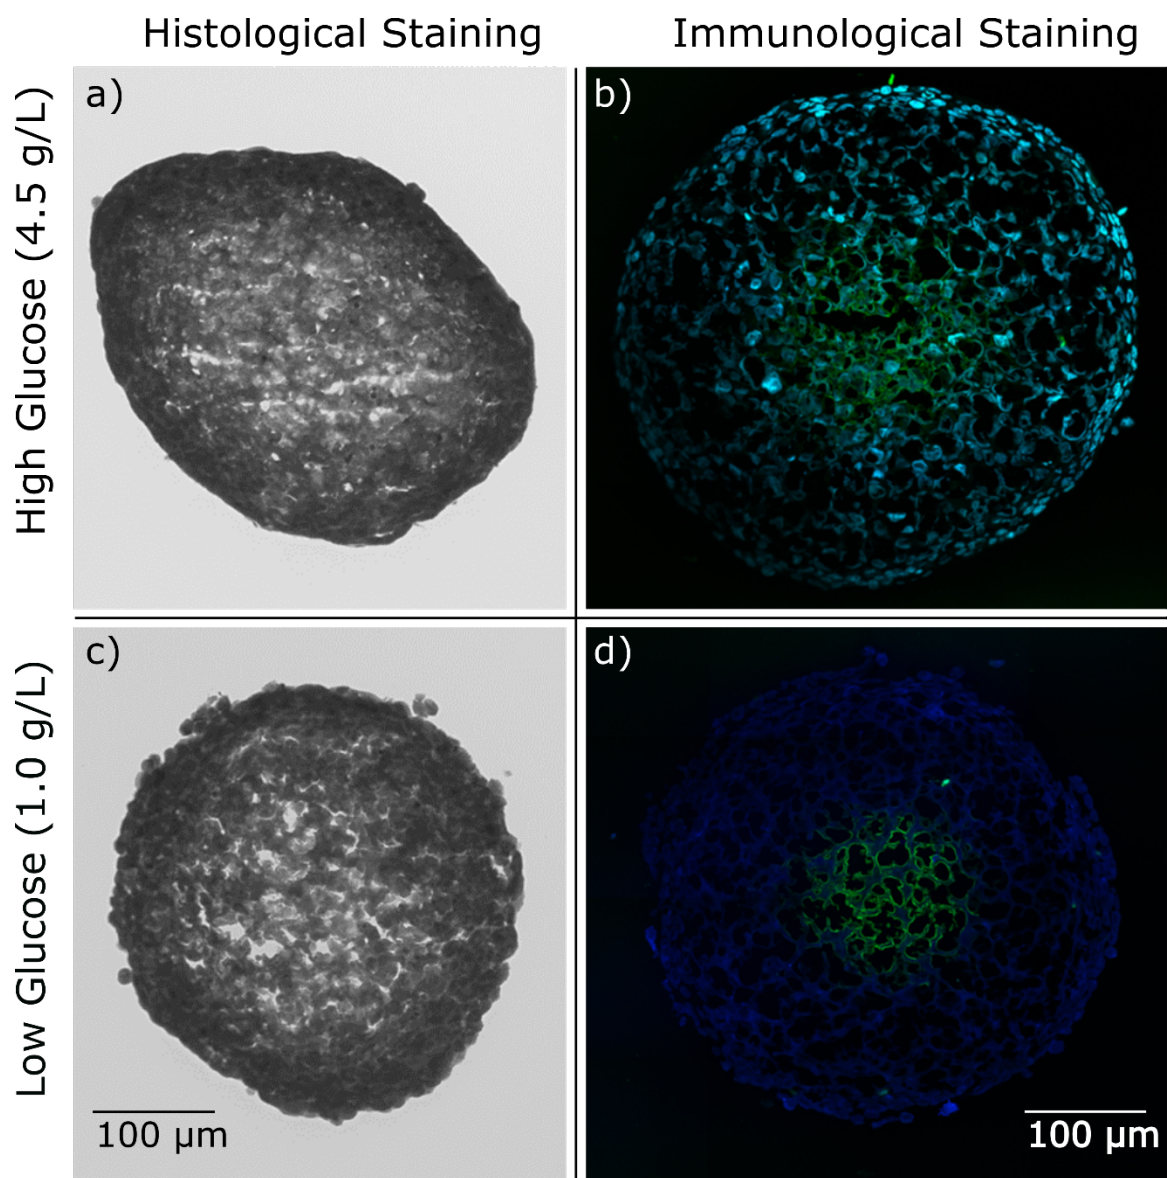 Histological Staining
Immunological Staining
High Glucose (4.5 g/L)
a)
b)
Low Glucose (1.0 g/L)
c)
d)
100 μm
100 μm